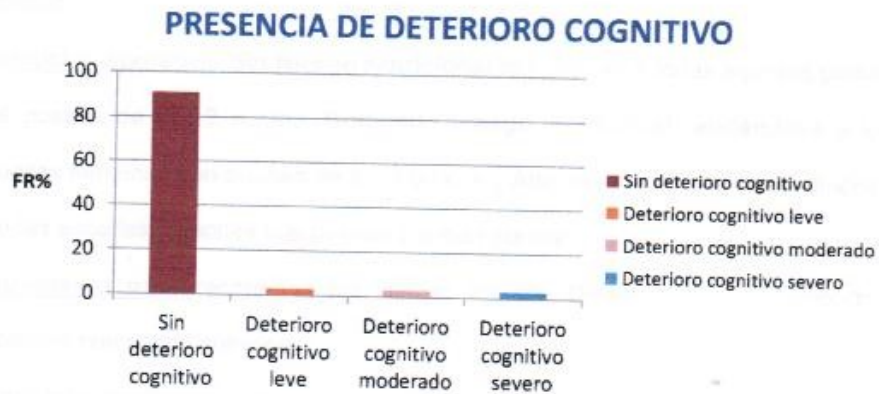 PRESENCIA DE DETERIORO COGNITIVO
100
80
60
40
20
0
FR%
Sin deterioro cognitivo
Deterioro cognitivo leve
Deterioro cognitivo moderado
Deterioro cognitivo severo
Sin
deterioro
cognitivo
Deterioro
cognitivo
leve
Deterioro
cognitivo
moderado
Deterioro
cognitivo
severo